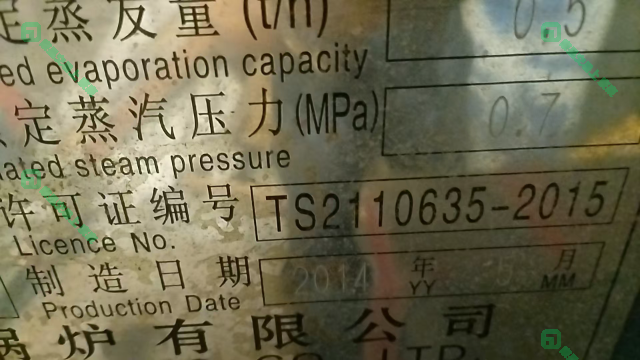 定蒸发量(t/h) 0.5
ed evaporation capacity
定蒸汽压力(MPa) 0.7
ated steam pressure
许可证编号 TS2110635-2015
Licence No.
制造日期 2014 年 5 月
Production Date YY MM
锅炉有限公司
CO., LTD